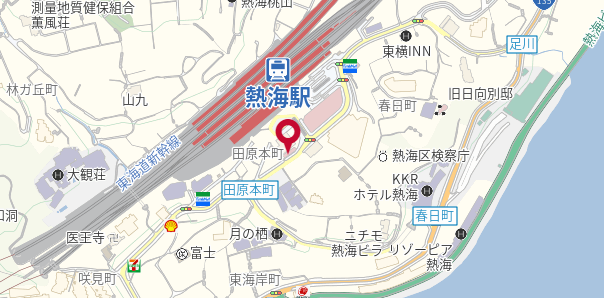 測量地質健保組合
薫風荘
熱海桃山
135
東横INN
足川
熱海
林ガ丘町
山九
熱海駅
春日町
旧日向別邸
東海道新幹線
田原本町
熱海区検察庁
大観荘
田原本町
KKR
ホテル熱海
春日町
和洞
医王寺
月の栖
ニチモ
熱海ビラ
リゾーピア
熱海
富士
咲見町
東海岸町